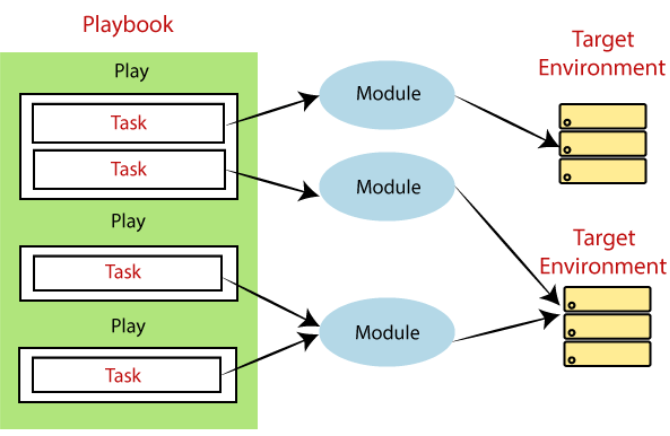 Playbook
Play
Task
Task
Play
Task
Play
Task
Module
Module
Module
Target
Environment
Target
Environment